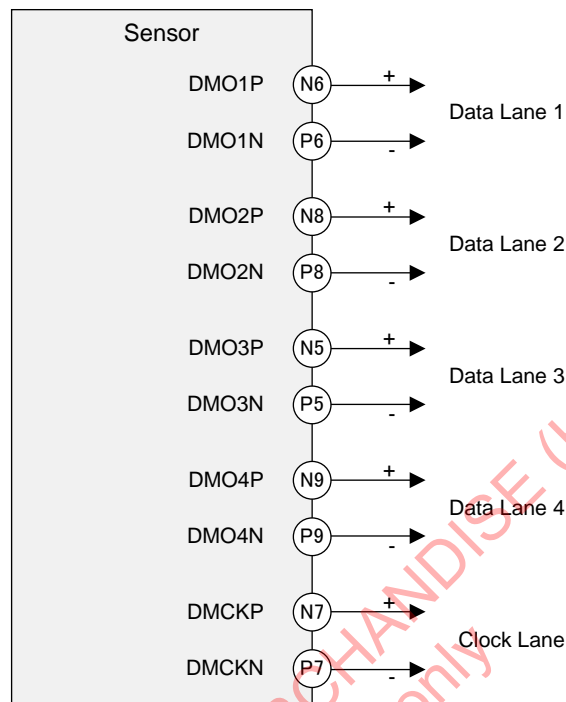 Sensor
DMO1P N6 +
Data Lane 1
DMO1N P6 -
DMO2P N8 +
Data Lane 2
DMO2N P8 -
DMO3P N5 +
Data Lane 3
DMO3N P5 -
DMO4P N9 +
Data Lane 4
DMO4N P9 -
DMCKP N7 +
Clock Lane
DMCKN P7 -
only